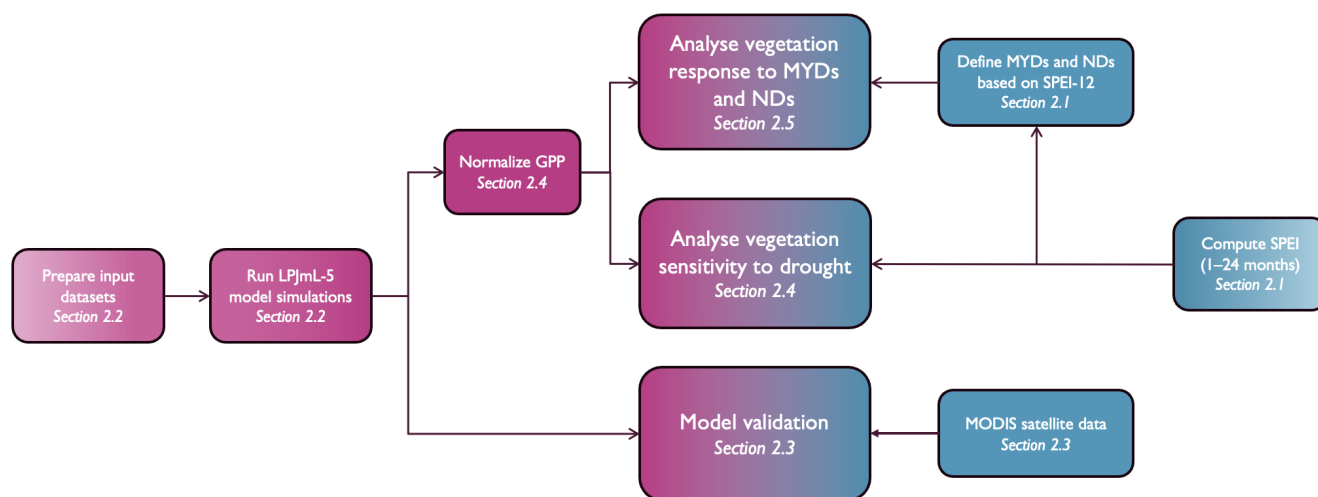 Analyse vegetation
response to MYDs
and NDs
Section 2.5
Define MYDs and NDs
based on SPEI-12
Section 2.1
Normalize GPP
Section 2.4
Analyse vegetation
sensitivity to drought
Section 2.4
Compute SPEI
(1–24 months)
Section 2.1
Prepare input
datasets
Section 2.2
Run LPJmL-5
model simulations
Section 2.2
Model validation
Section 2.3
MODIS satellite data
Section 2.3